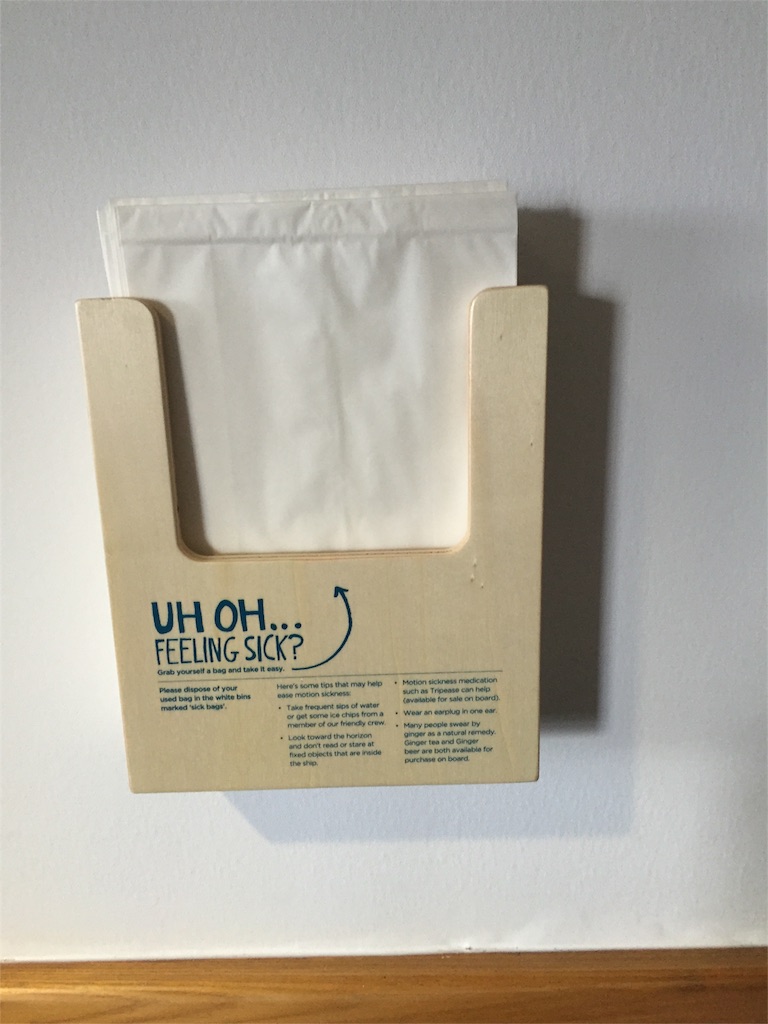 UH OH...
FEELING SICK?
Grab yourself a bag and take it easy.
Please dispose of your
used bag in the white bins
marked 'sick bags'.
Here's some tips that may help
ease motion sickness:
• Take frequent sips of water
or get some ice chips from a
member of our friendly crew.
• Look toward the horizon
and don't read or stare at
fixed objects that are inside
the ship.
• Motion sickness medication
such as Tripease can help
(available for sale on board).
• Wear an earplug in one ear.
• Many people swear by
ginger as a natural remedy.
Ginger tea and Ginger
beer are both available for
purchase on board.